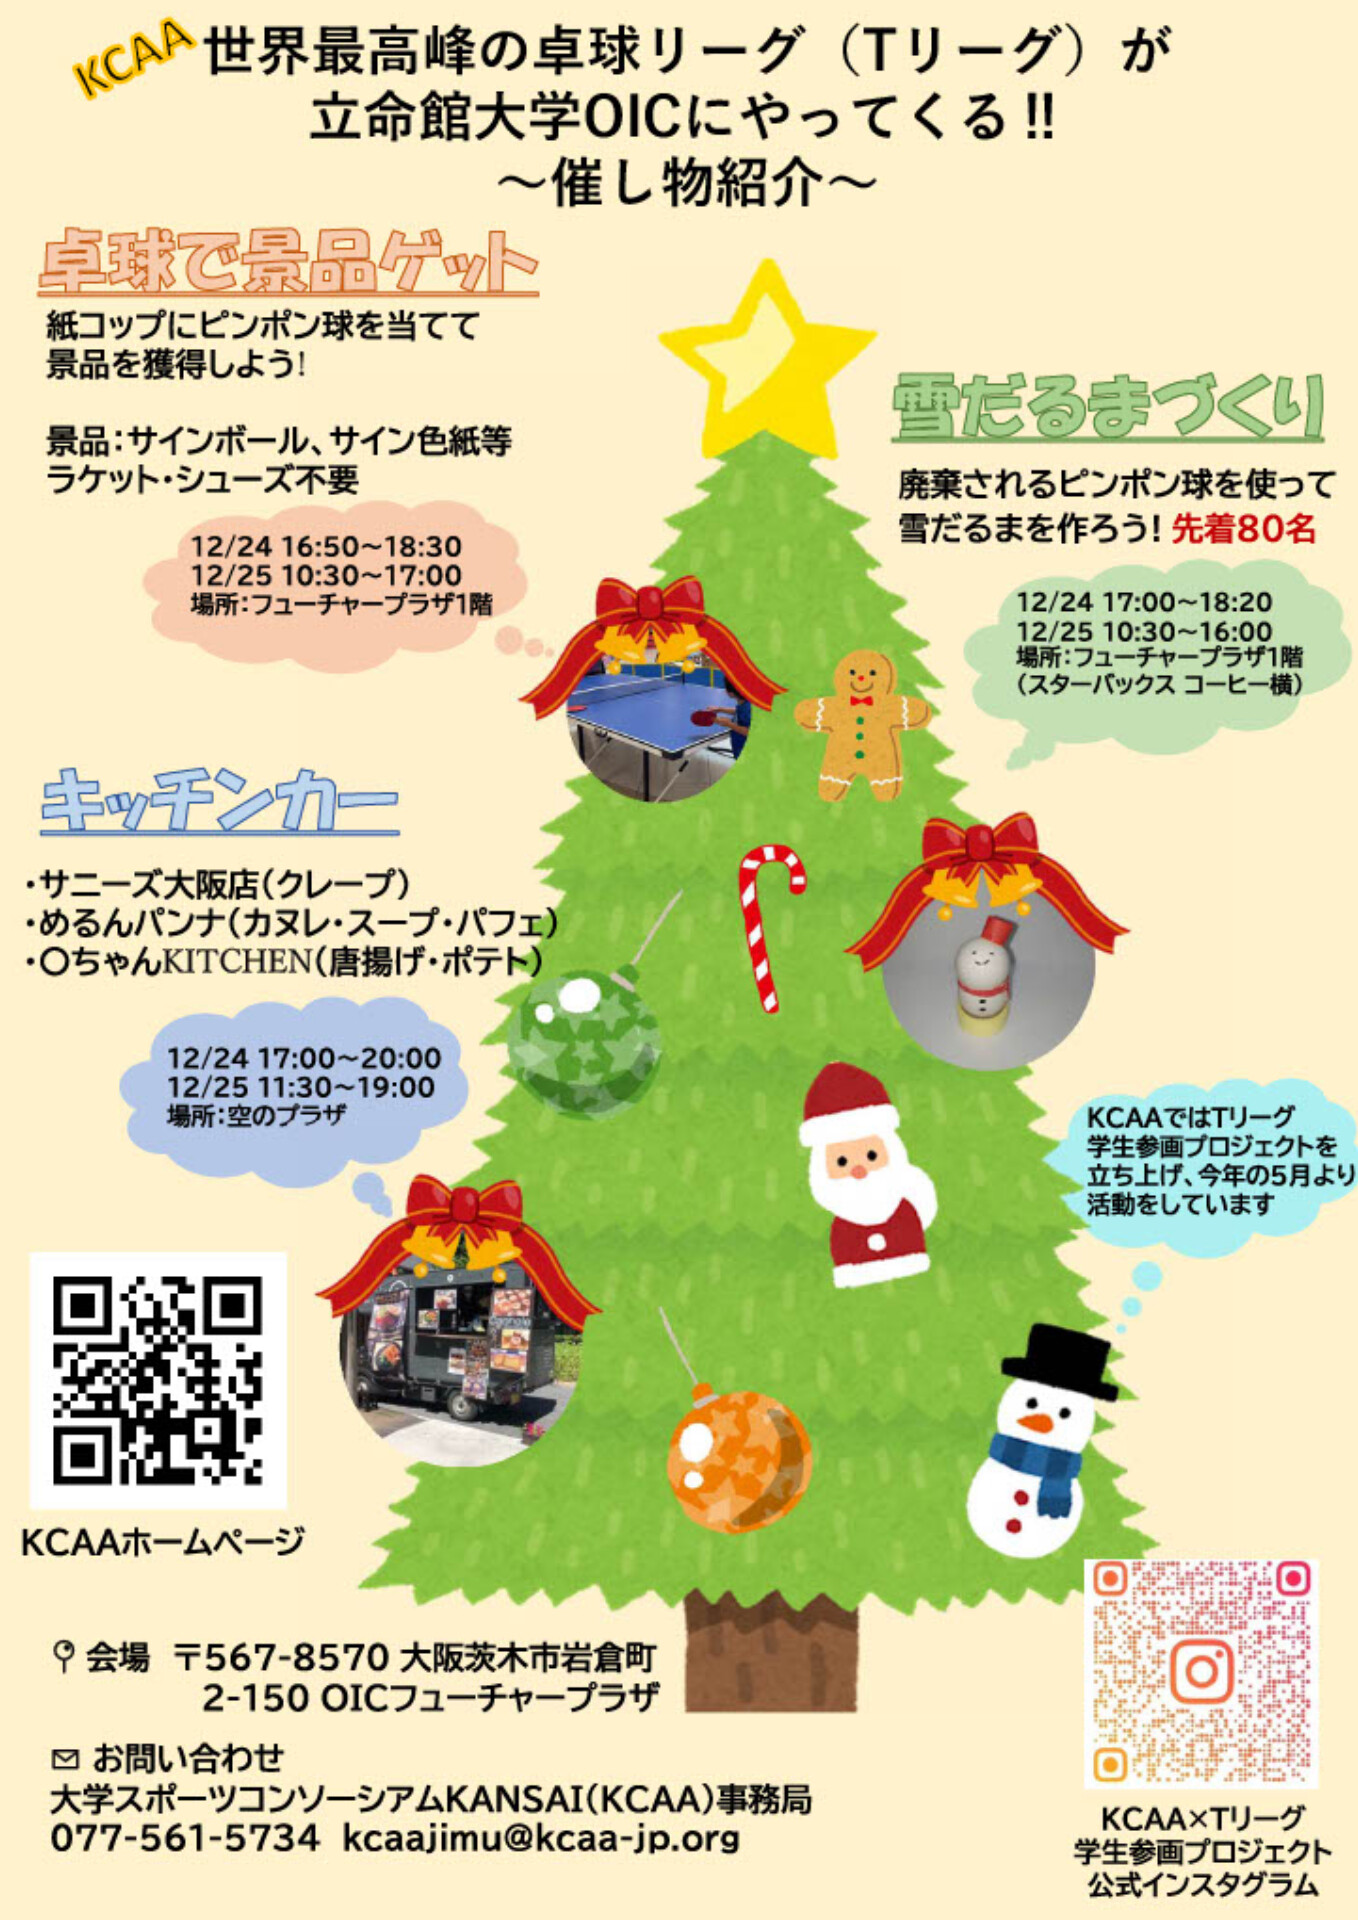 KCAA
世界最高峰の卓球リーグ（Tリーグ）が
立命館大学OICにやってくる!!
～催し物紹介～
卓球で景品ゲット
紙コップにピンポン球を当てて
景品を獲得しよう!
景品:サインボール、サイン色紙等
ラケット・シューズ不要
12/24 16:50～18:30
12/25 10:30～17:00
場所:フューチャープラザ1階
雪だるまづくり
廃棄されるピンポン球を使って
雪だるまを作ろう! 先着80名
12/24 17:00～18:20
12/25 10:30～16:00
場所:フューチャープラザ1階
(スターバックス コーヒー横)
キッチンカー
・サニーズ大阪店(クレープ)
・めるんパンナ(カヌレ・スープ・パフェ)
・〇ちゃんKITCHEN(唐揚げ・ポテト)
12/24 17:00～20:00
12/25 11:30～19:00
場所:空のプラザ
KCAAではTリーグ
学生参画プロジェクトを
立ち上げ、今年の5月より
活動をしています
KCAAホームページ
会場 〒567-8570 大阪茨木市岩倉町
2-150 OICフューチャープラザ
お問い合わせ
大学スポーツコンソーシアムKANSAI(KCAA)事務局
077-561-5734 kcaajimu@kcaa-jp.org
KCAA×Tリーグ
学生参画プロジェクト
公式インスタグラム